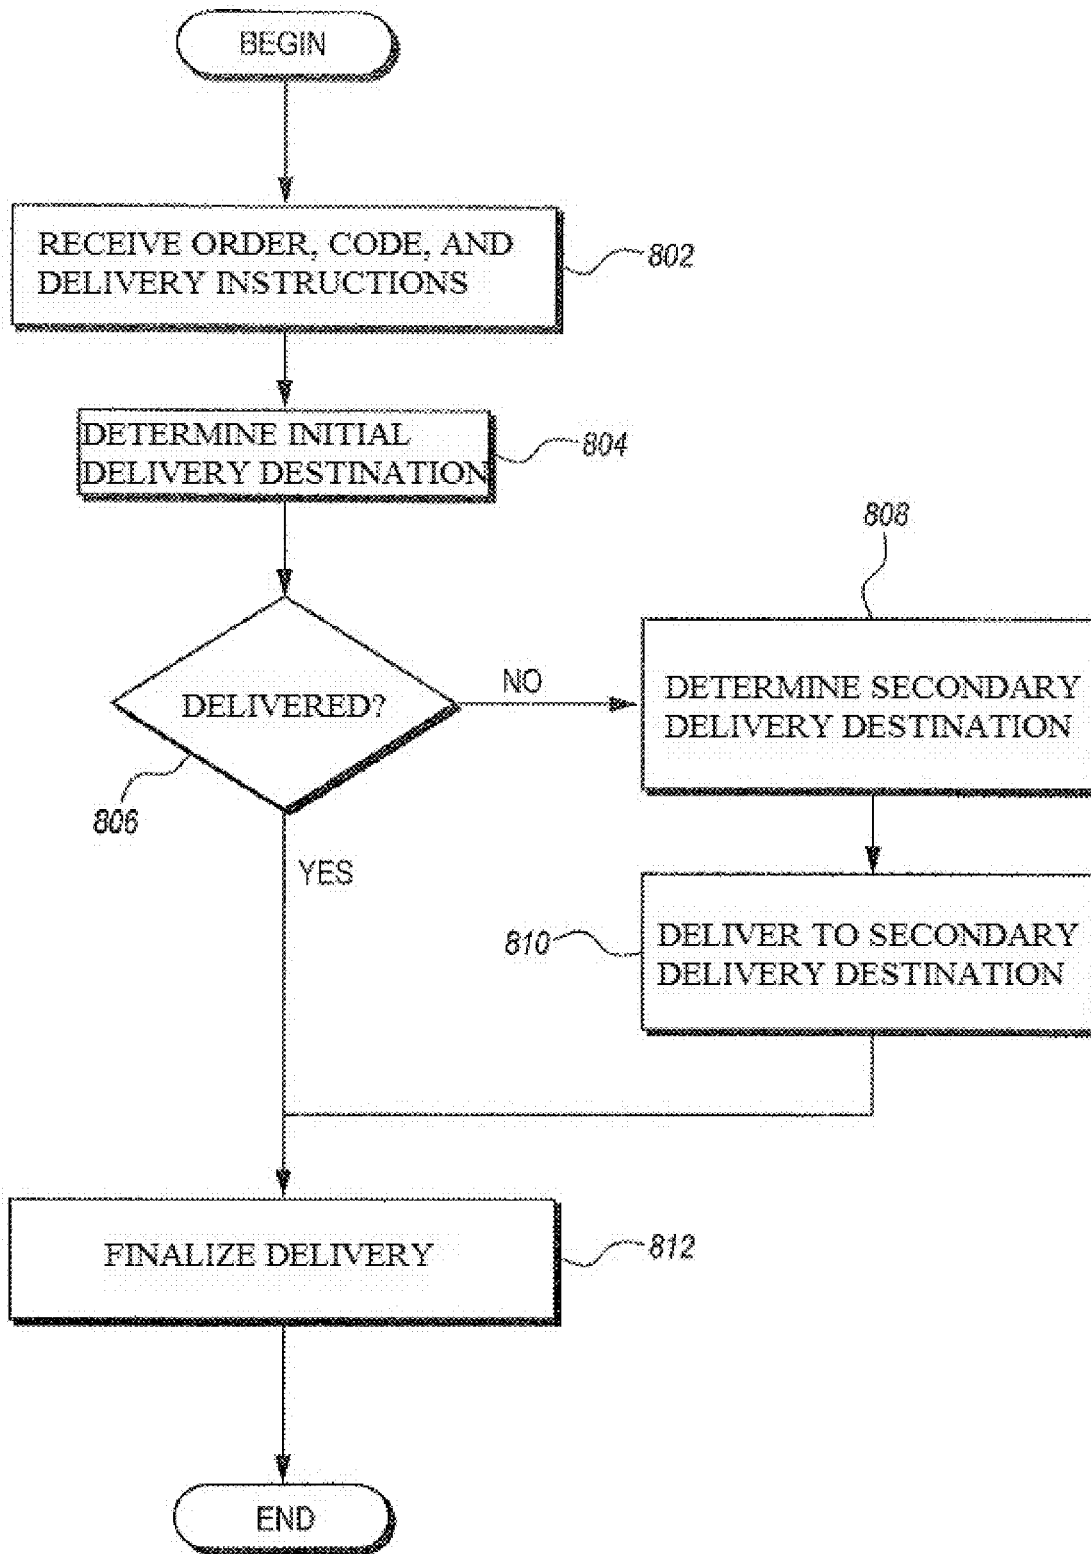 BEGIN
RECEIVE ORDER, CODE, AND
DELIVERY INSTRUCTIONS
802
DETERMINE INITIAL
DELIVERY DESTINATION
804
DELIVERED?
806
NO
YES
808
DETERMINE SECONDARY
DELIVERY DESTINATION
810
DELIVER TO SECONDARY
DELIVERY DESTINATION
FINALIZE DELIVERY
812
END